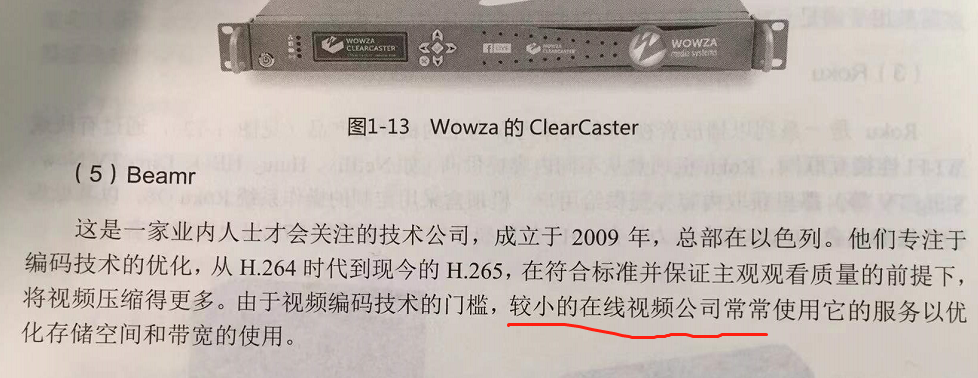 WOWZA
CLEARCASTER
WOWZA
media systems
图1-13 Wowza 的 ClearCaster
（5）Beamr
这是一家业内人士才会关注的技术公司，成立于 2009 年，总部在以色列。他们专注于
编码技术的优化，从 H.264 时代到现今的 H.265，在符合标准并保证主观观看质量的前提下，
将视频压缩得更多。由于视频编码技术的门槛，较小的在线视频公司常常使用它的服务以优
化存储空间和带宽的使用。